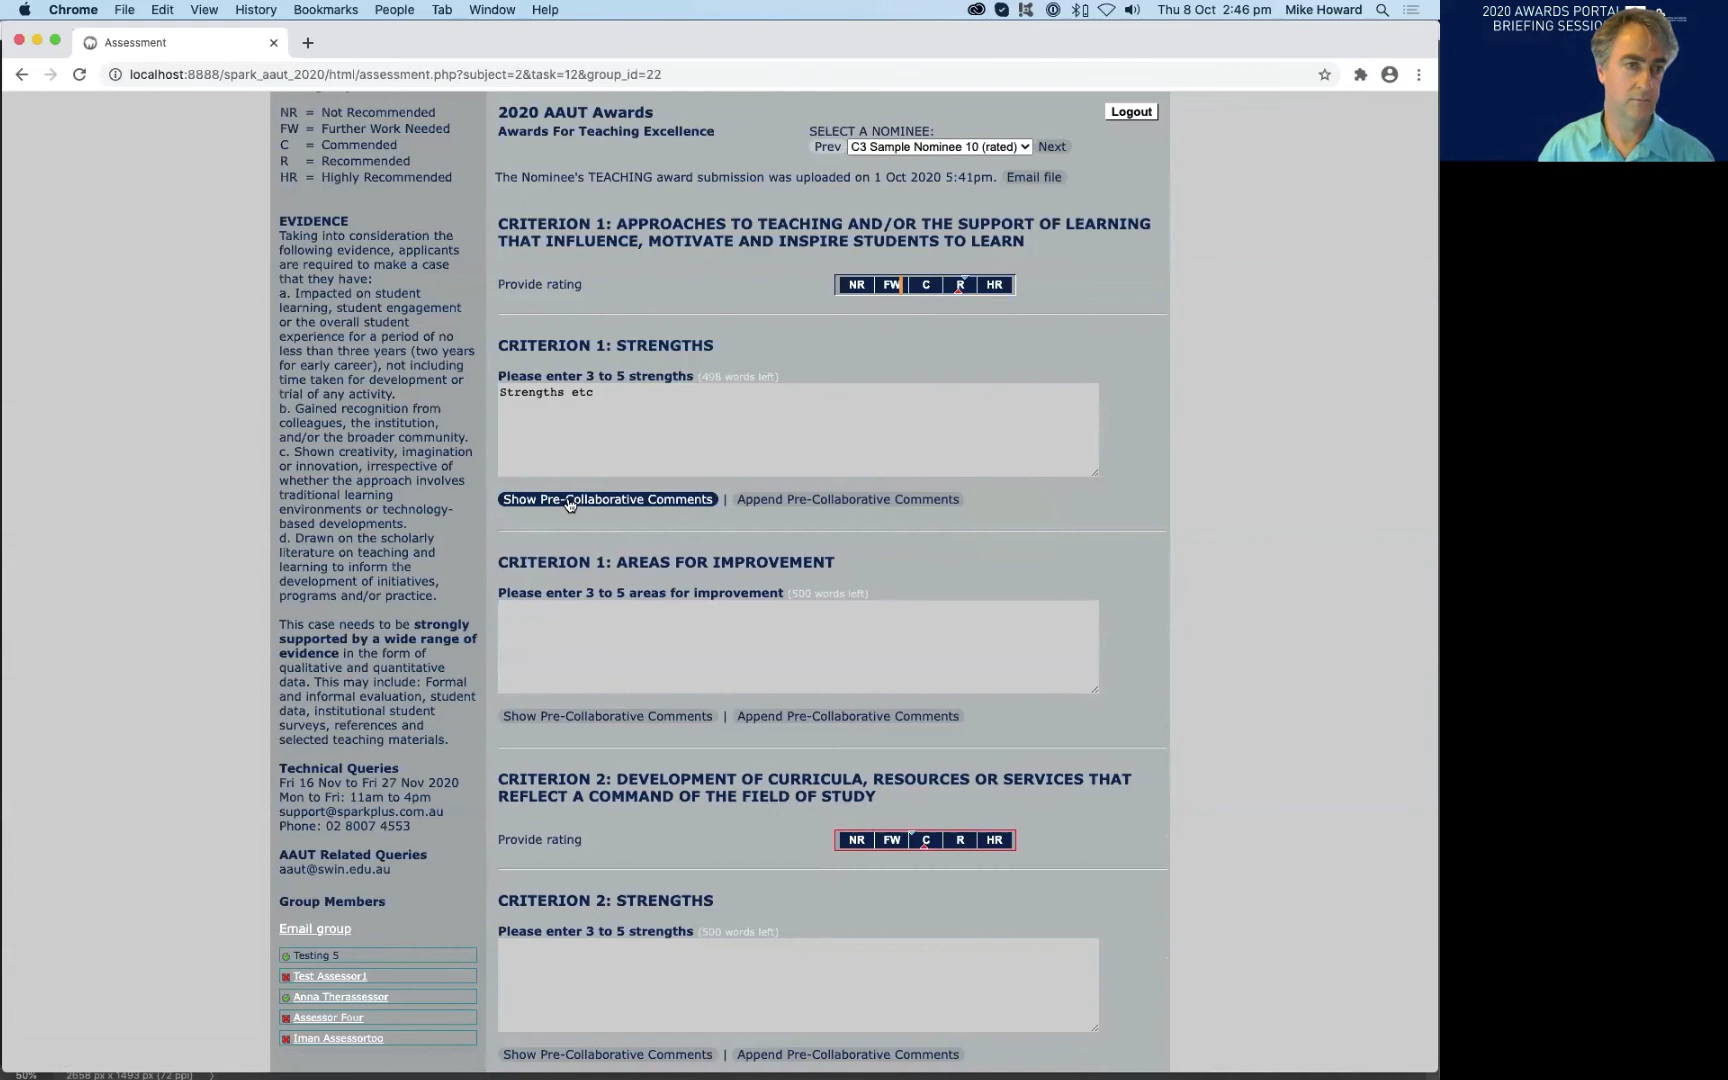 Chrome File Edit View History Bookmarks People Tab Window Help
Thu 8 Oct 2:46 pm Mike Howard
Assessment
localhost:8888/spark_aaut_2020/html/assessment.php?subject=2&task=12&group_id=22
2020 AWARDS PORTAL
BRIEFING SESSIO
NR = Not Recommended
FW = Further Work Needed
C = Commended
R = Recommended
HR = Highly Recommended
EVIDENCE
Taking into consideration the
following evidence, applicants
are required to make a case
that they have:
a. Impacted on student
learning, student engagement
or the overall student
experience for a period of no
less than three years (two years
for early career), not including
time taken for development or
trial of any activity.
b. Gained recognition from
colleagues, the institution,
and/or the broader community.
c. Shown creativity, imagination
or innovation, irrespective of
whether the approach involves
traditional learning
environments or technology-
based developments.
d. Drawn on the scholarly
literature on teaching and
learning to inform the
development of initiatives,
programs and/or practice.
This case needs to be strongly
supported by a wide range of
evidence in the form of
qualitative and quantitative
data. This may include: Formal
and informal evaluation, student
data, institutional student
surveys, references and
selected teaching materials.
Technical Queries
Fri 16 Nov to Fri 27 Nov 2020
Mon to Fri: 11am to 4pm
support@sparkplus.com.au
Phone: 02 8007 4553
AAUT Related Queries
aaut@swin.edu.au
Group Members
Email group
Testing 5
Test Assessor1
Anna Therassessor
Assessor Four
Iman Assessortoo
2020 AAUT Awards
Logout
Awards For Teaching Excellence
SELECT A NOMINEE:
Prev C3 Sample Nominee 10 (rated) Next
The Nominee's TEACHING award submission was uploaded on 1 Oct 2020 5:41pm. Email file
CRITERION 1: APPROACHES TO TEACHING AND/OR THE SUPPORT OF LEARNING
THAT INFLUENCE, MOTIVATE AND INSPIRE STUDENTS TO LEARN
Provide rating NR FW C R HR
CRITERION 1: STRENGTHS
Please enter 3 to 5 strengths (498 words left)
Strengths etc
Show Pre-Collaborative Comments | Append Pre-Collaborative Comments
CRITERION 1: AREAS FOR IMPROVEMENT
Please enter 3 to 5 areas for improvement (500 words left)
Show Pre-Collaborative Comments | Append Pre-Collaborative Comments
CRITERION 2: DEVELOPMENT OF CURRICULA, RESOURCES OR SERVICES THAT
REFLECT A COMMAND OF THE FIELD OF STUDY
Provide rating NR FW C R HR
CRITERION 2: STRENGTHS
Please enter 3 to 5 strengths (500 words left)
Show Pre-Collaborative Comments | Append Pre-Collaborative Comments
50% 2658 px x 1493 px (72 ppi)